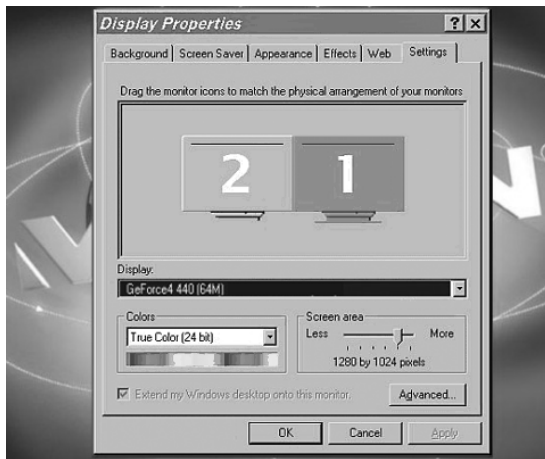 Display Properties
Background Screen Saver Appearance Effects Web Settings
Drag the monitor icons to match the physical arrangement of your monitors
2 1
Display:
GeForce4 440 (64M)
Colors
True Color (24 bit)
Screen area
Less More
1280 by 1024 pixels
Extend my Windows desktop onto this monitor.
Advanced...
OK Cancel Apply